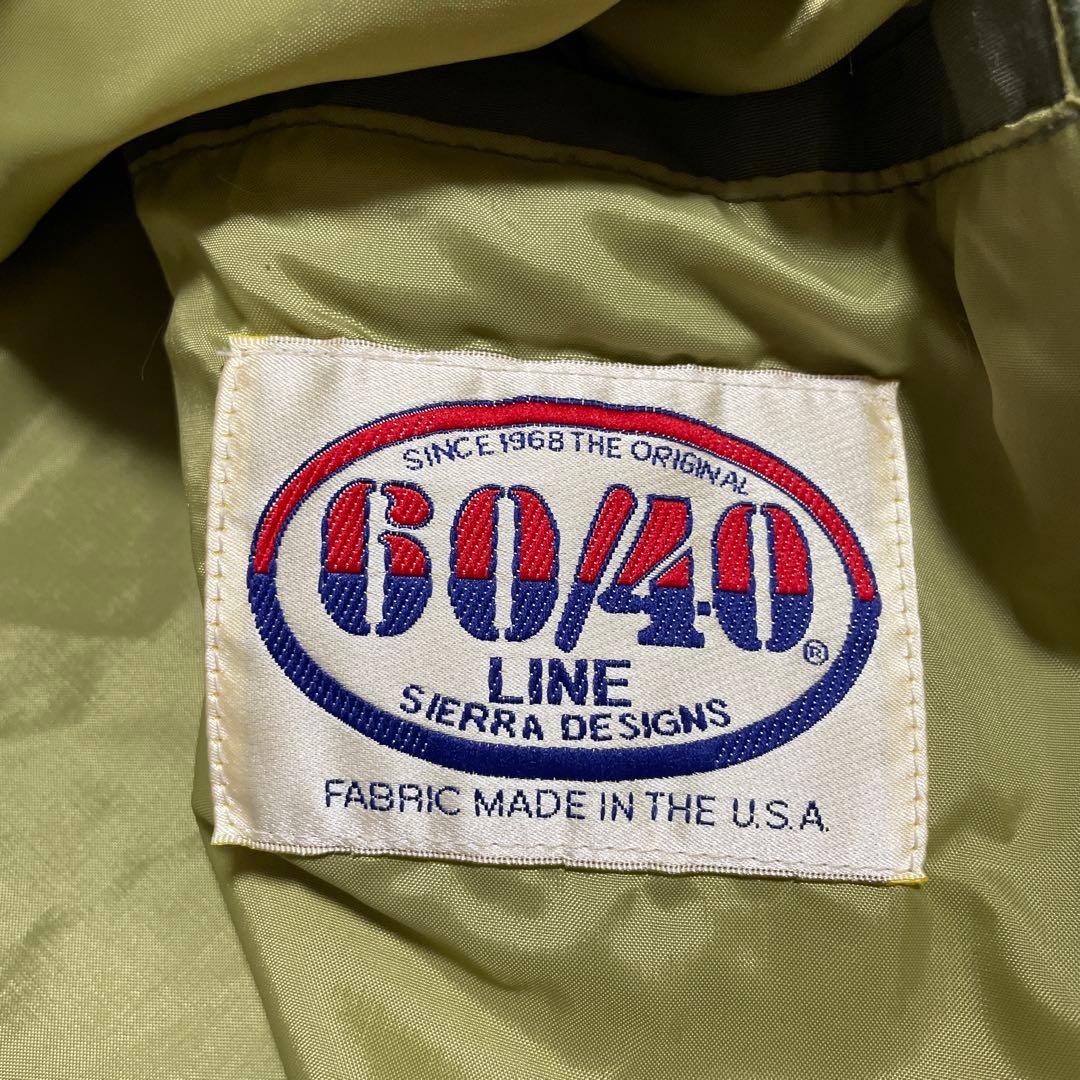 SINCE 1968 THE ORIGINAL
60/40®
LINE
SIERRA DESIGNS
FABRIC MADE IN THE U.S.A.